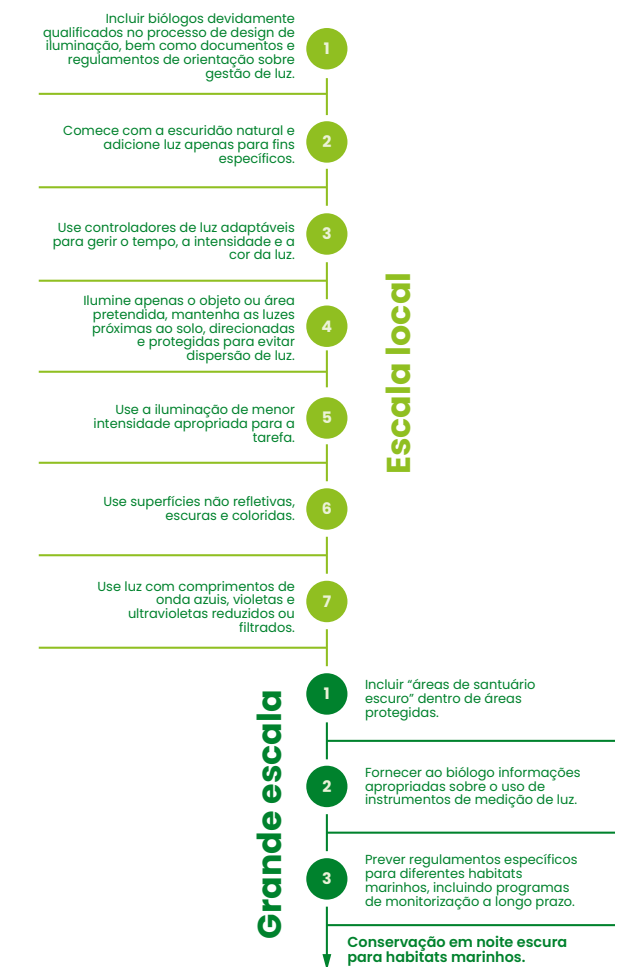 Incluir biólogos devidamente
qualificados no processo de design de
iluminação, bem como documentos e
regulamentos de orientação sobre
gestão de luz.
1
Comece com a escuridão natural e
adicione luz apenas para fins
específicos.
2
Use controladores de luz adaptáveis
para gerir o tempo, a intensidade e a
cor da luz.
3
Ilumine apenas o objeto ou área
pretendida, mantenha as luzes
próximas ao solo, direcionadas
e protegidas para evitar
dispersão de luz.
4
Use a iluminação de menor
intensidade apropriada para a
tarefa.
5
Use superfícies não refletivas,
escuras e coloridas.
6
Use luz com comprimentos de
onda azuis, violetas e
ultravioletas reduzidos ou
filtrados.
7
Escala local
Grande escala
1
Incluir “áreas de santuário
escuro” dentro de áreas
protegidas.
2
Fornecer ao biólogo informações
apropriadas sobre o uso de
instrumentos de medição de luz.
3
Prever regulamentos específicos
para diferentes habitats
marinhos, incluindo programas
de monitorização a longo prazo.
Conservação em noite escura
para habitats marinhos.